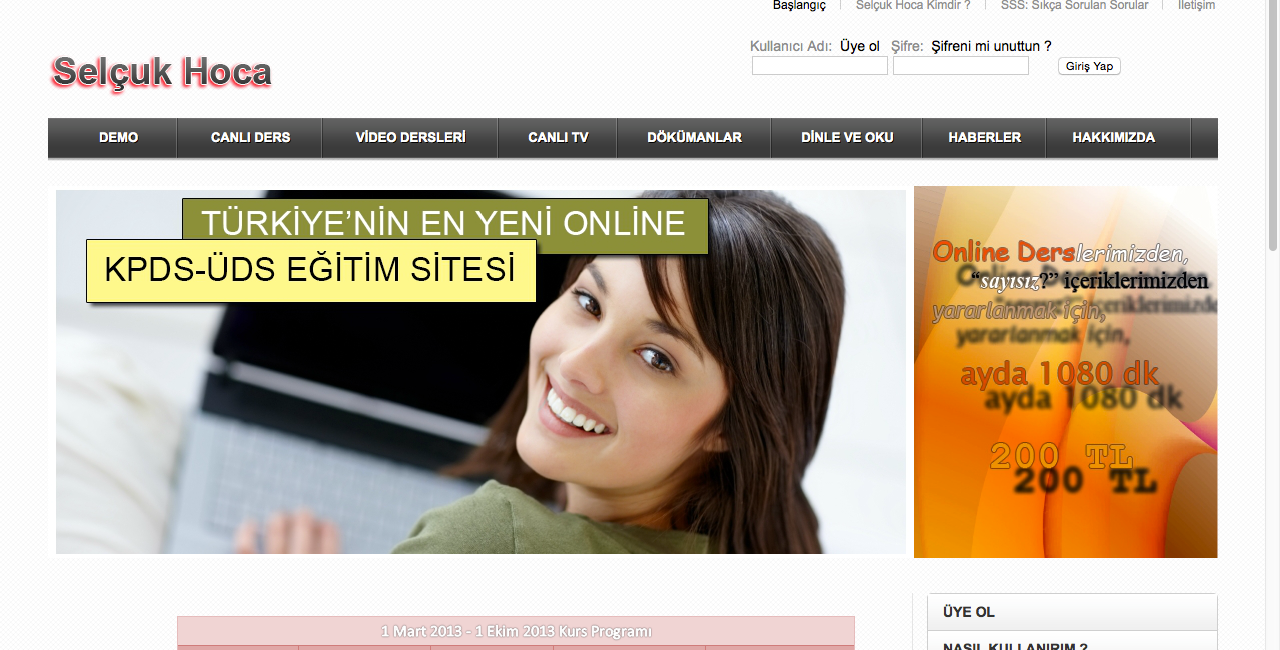 Başlangıç Selçuk Hoca Kimdir ? SSS: Sıkça Sorulan Sorular İletişim
Kullanıcı Adı: Üye ol Şifre: Şifreni mi unuttun ?
Giriş Yap
Selçuk Hoca
DEMO CANLI DERS VİDEO DERSLERİ CANLI TV DÖKÜMANLAR DİNLE VE OKU HABERLER HAKKIMIZDA
TÜRKİYE’NİN EN YENİ ONLİNE
KPDS-ÜDS EĞİTİM SİTESİ
Online Derslerimizden,
“sayısız?” içeriklerimizden
yararlanmak için,
ayda 1080 dk
200 TL
1 Mart 2013 - 1 Ekim 2013 Kurs Programı
ÜYE OL
NASIL KULLANIRIM ?